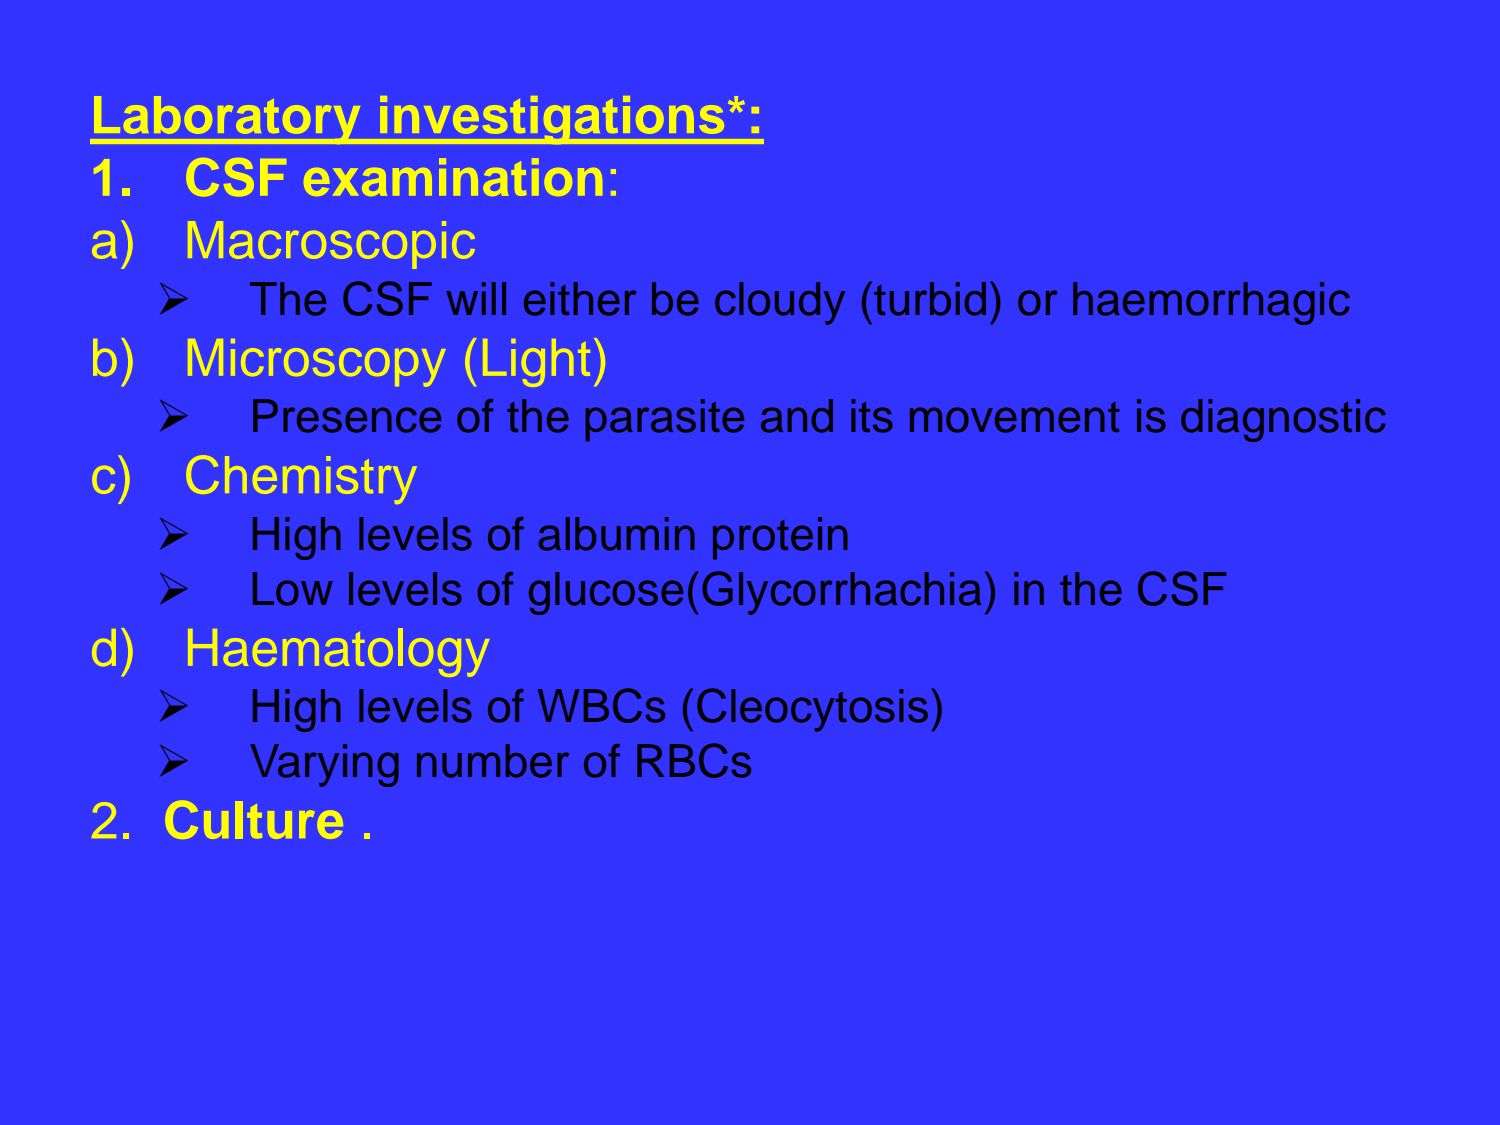 Laboratory investigations*:
1. CSF examination:
a) Macroscopic
➢ The CSF will either be cloudy (turbid) or haemorrhagic
b) Microscopy (Light)
➢ Presence of the parasite and its movement is diagnostic
c) Chemistry
➢ High levels of albumin protein
➢ Low levels of glucose(Glycorrhachia) in the CSF
d) Haematology
➢ High levels of WBCs (Cleocytosis)
➢ Varying number of RBCs
2. Culture .